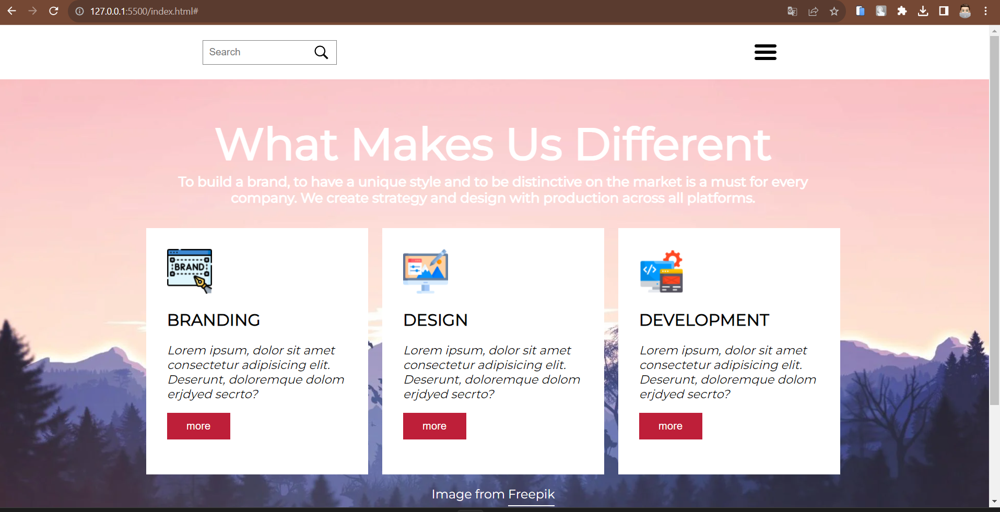 127.0.0.1:5500/index.html#
Search
What Makes Us Different
To build a brand, to have a unique style and to be distinctive on the market is a must for every
company. We create strategy and design with production across all platforms.
BRAND
BRANDING
Lorem ipsum, dolor sit amet
consectetur adipisicing elit.
Deserunt, doloremque dolom
erjdyed secrto?
more
DESIGN
Lorem ipsum, dolor sit amet
consectetur adipisicing elit.
Deserunt, doloremque dolom
erjdyed secrto?
more
</>
DEVELOPMENT
Lorem ipsum, dolor sit amet
consectetur adipisicing elit.
Deserunt, doloremque dolom
erjdyed secrto?
more
Image from Freepik